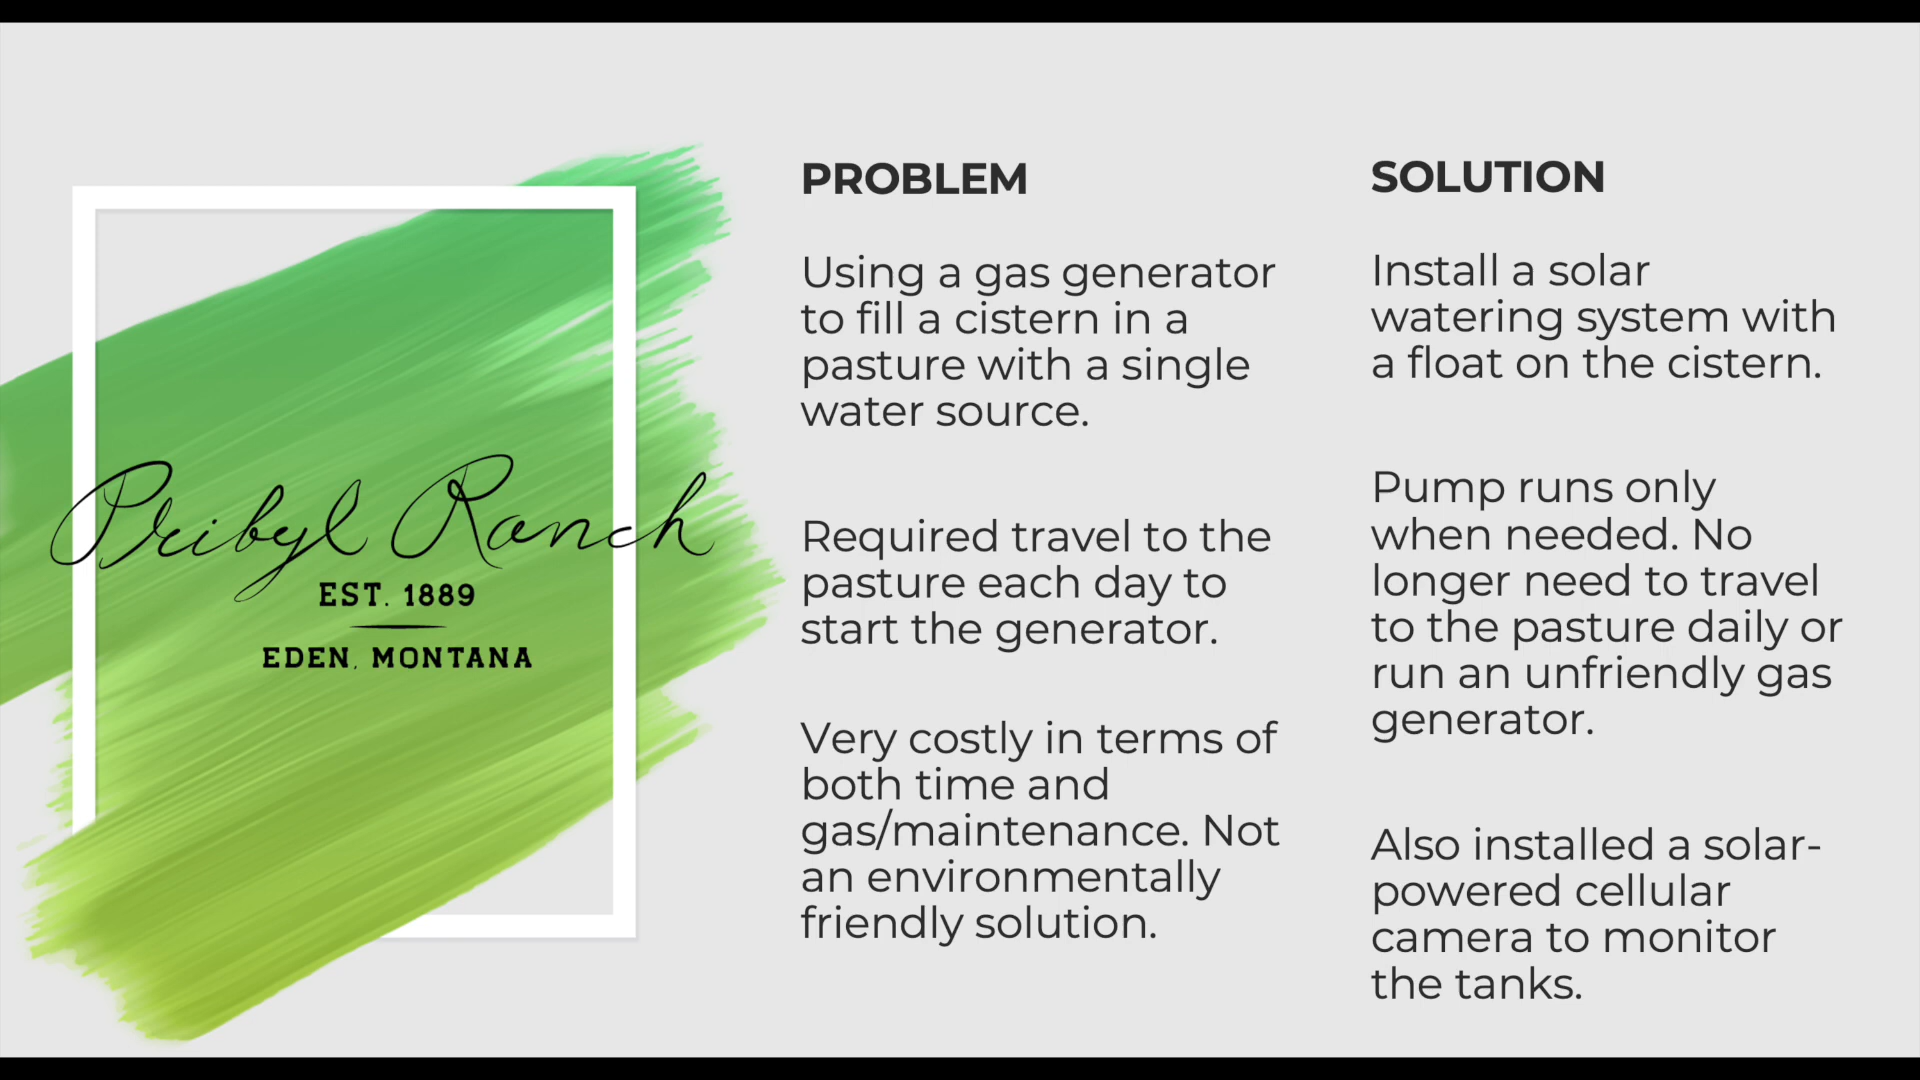 Pribyl Ranch
EST. 1889
EDEN, MONTANA
PROBLEM
Using a gas generator
to fill a cistern in a
pasture with a single
water source.
Required travel to the
pasture each day to
start the generator.
Very costly in terms of
both time and
gas/maintenance. Not
an environmentally
friendly solution.
SOLUTION
Install a solar
watering system with
a float on the cistern.
Pump runs only
when needed. No
longer need to travel
to the pasture daily or
run an unfriendly gas
generator.
Also installed a solar-
powered cellular
camera to monitor
the tanks.